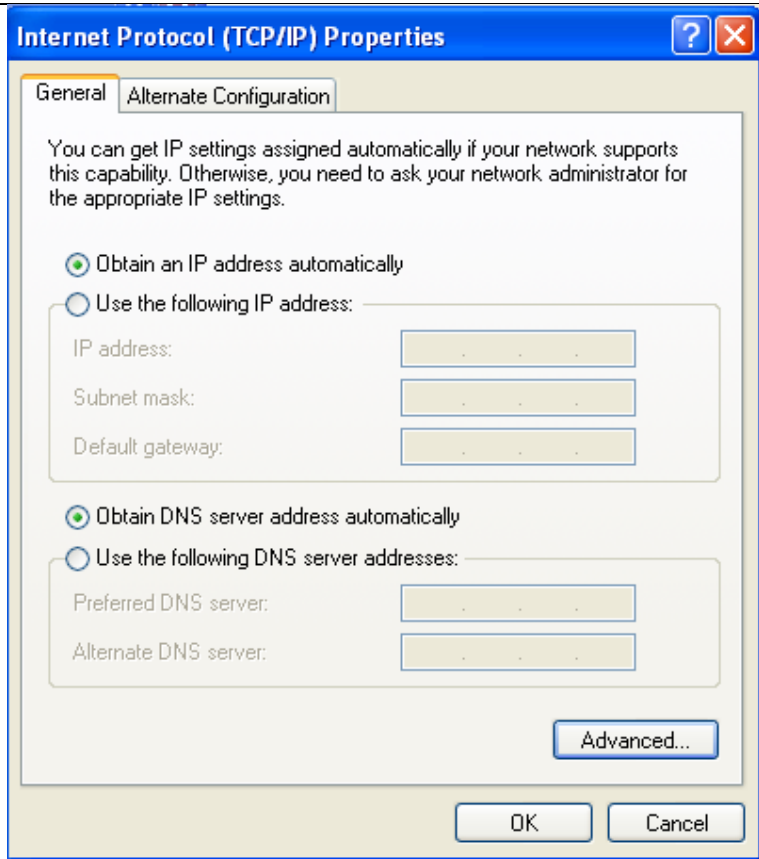 Internet Protocol (TCP/IP) Properties
General
Alternate Configuration
You can get IP settings assigned automatically if your network supports
this capability. Otherwise, you need to ask your network administrator for
the appropriate IP settings.
Obtain an IP address automatically
Use the following IP address:
IP address:
Subnet mask:
Default gateway:
Obtain DNS server address automatically
Use the following DNS server addresses:
Preferred DNS server:
Alternate DNS server:
Advanced...
OK
Cancel